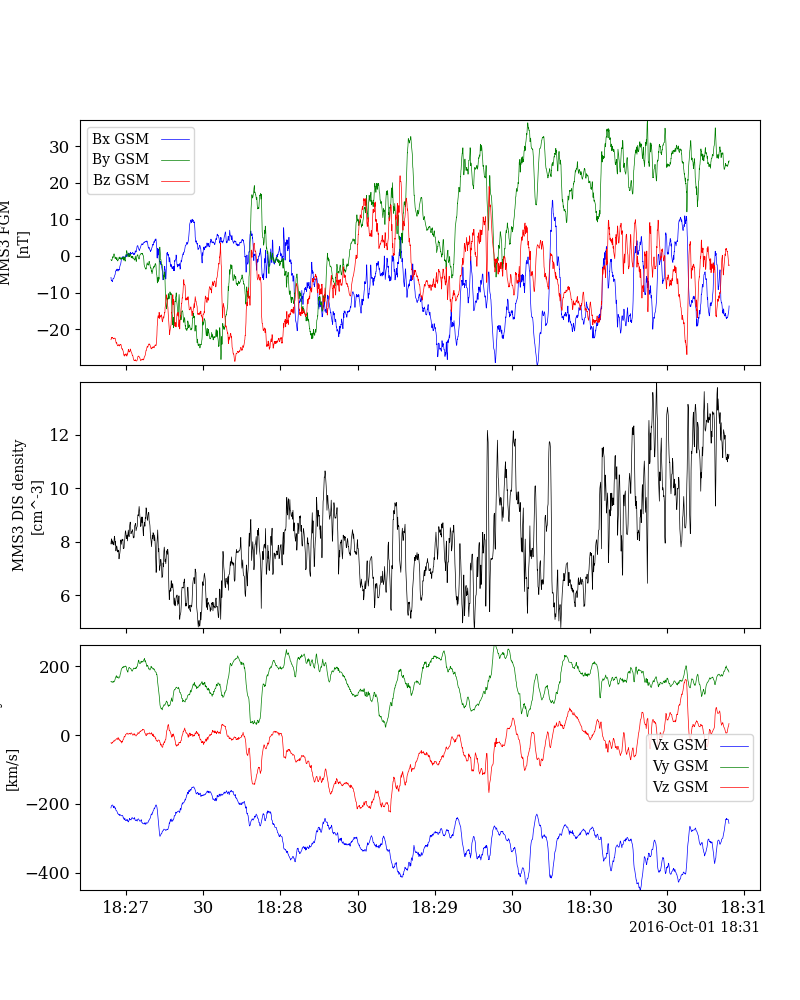 MMS3 FGM
[nT]
30
20
10
0
−10
−20
Bx GSM
By GSM
Bz GSM
MMS3 DIS density
[cm^-3]
12
10
8
6
[km/s]
200
0
−200
−400
Vx GSM
Vy GSM
Vz GSM
18:27 30 18:28 30 18:29 30 18:30 30 18:31
2016-Oct-01 18:31